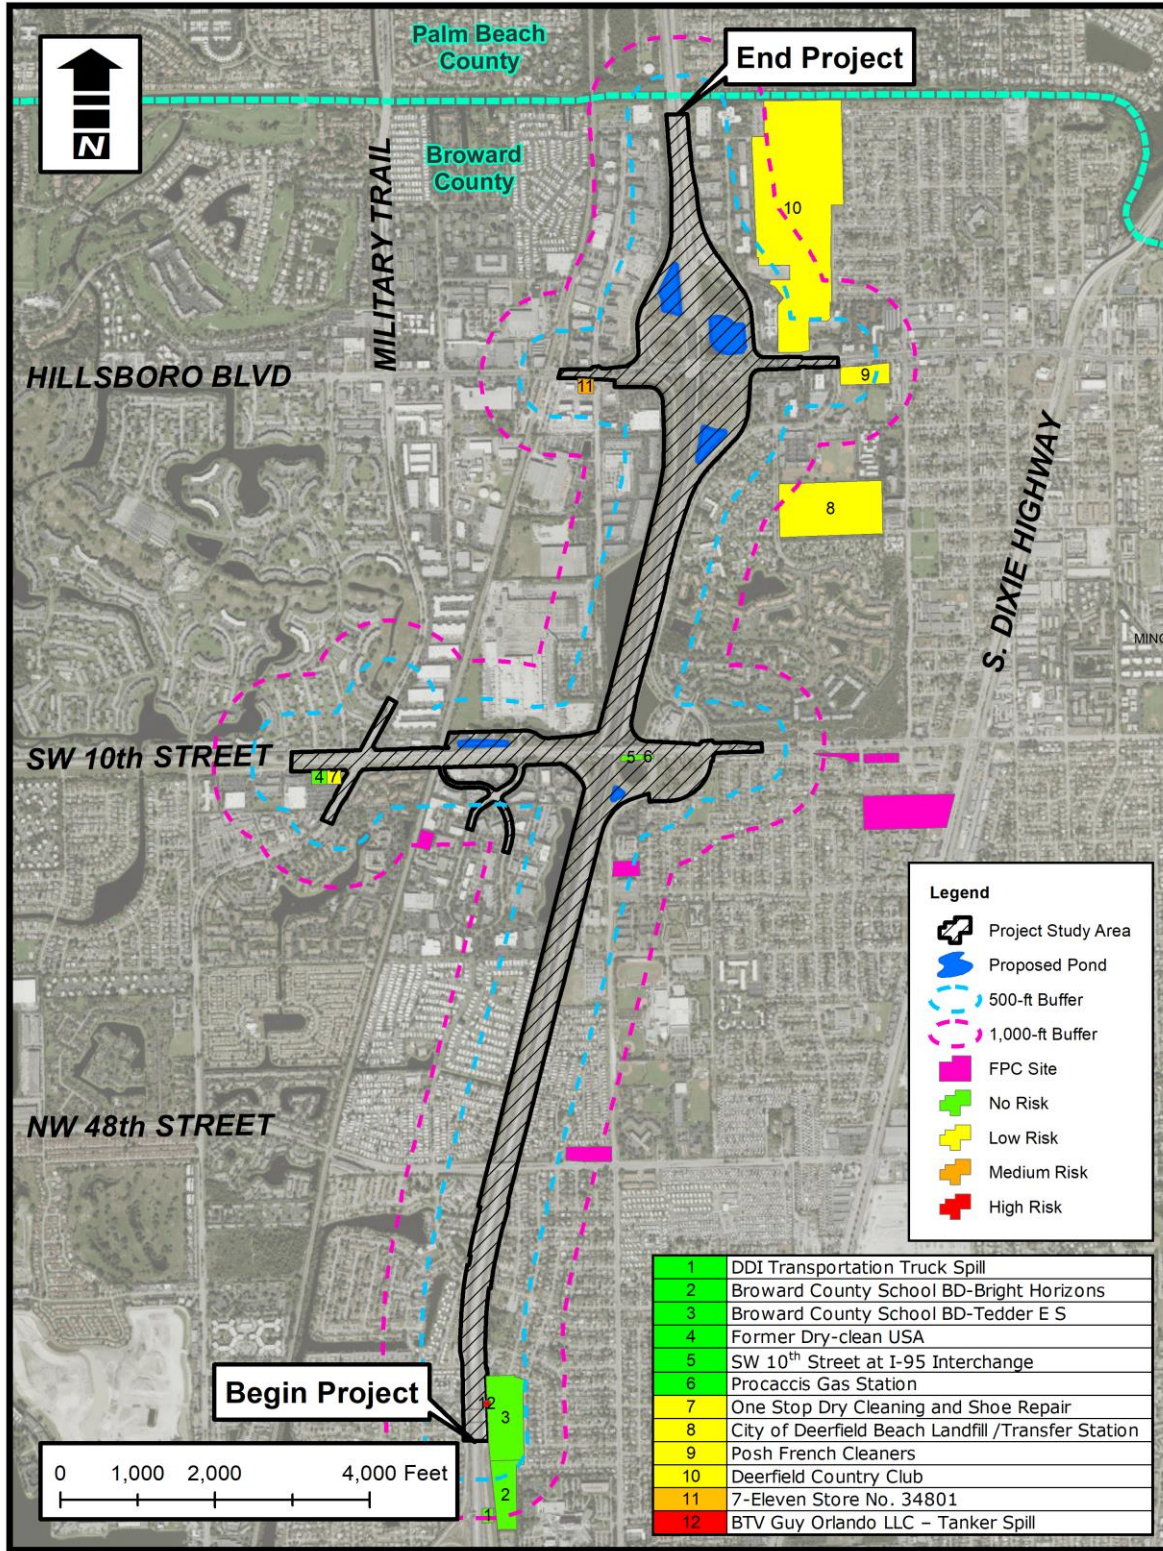 Palm Beach
County
End Project
N
Broward
County
MILITARY TRAIL
10
HILLSBORO BLVD
11
9
8
S. DIXIE HIGHWAY
MINC
SW 10th STREET
5
6
4
7
Legend
Project Study Area
Proposed Pond
500-ft Buffer
1,000-ft Buffer
FPC Site
No Risk
Low Risk
Medium Risk
High Risk
NW 48th STREET
Begin Project
12
3
2
1
0 1,000 2,000 4,000 Feet
1 DDI Transportation Truck Spill
2 Broward County School BD-Bright Horizons
3 Broward County School BD-Tedder E S
4 Former Dry-clean USA
5 SW 10th Street at I-95 Interchange
6 Procaccis Gas Station
7 One Stop Dry Cleaning and Shoe Repair
8 City of Deerfield Beach Landfill /Transfer Station
9 Posh French Cleaners
10 Deerfield Country Club
11 7-Eleven Store No. 34801
12 BTV Guy Orlando LLC – Tanker Spill